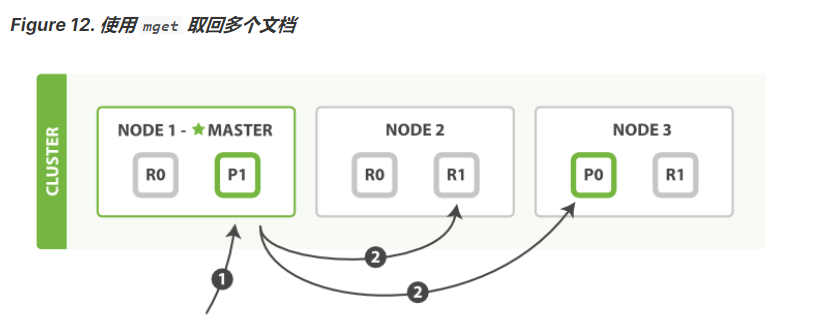 Figure 12. 使用 mget 取回多个文档
CLUSTER
NODE 1 - ★ MASTER
R0 P1
NODE 2
R0 R1
NODE 3
P0 R1
1
2
2